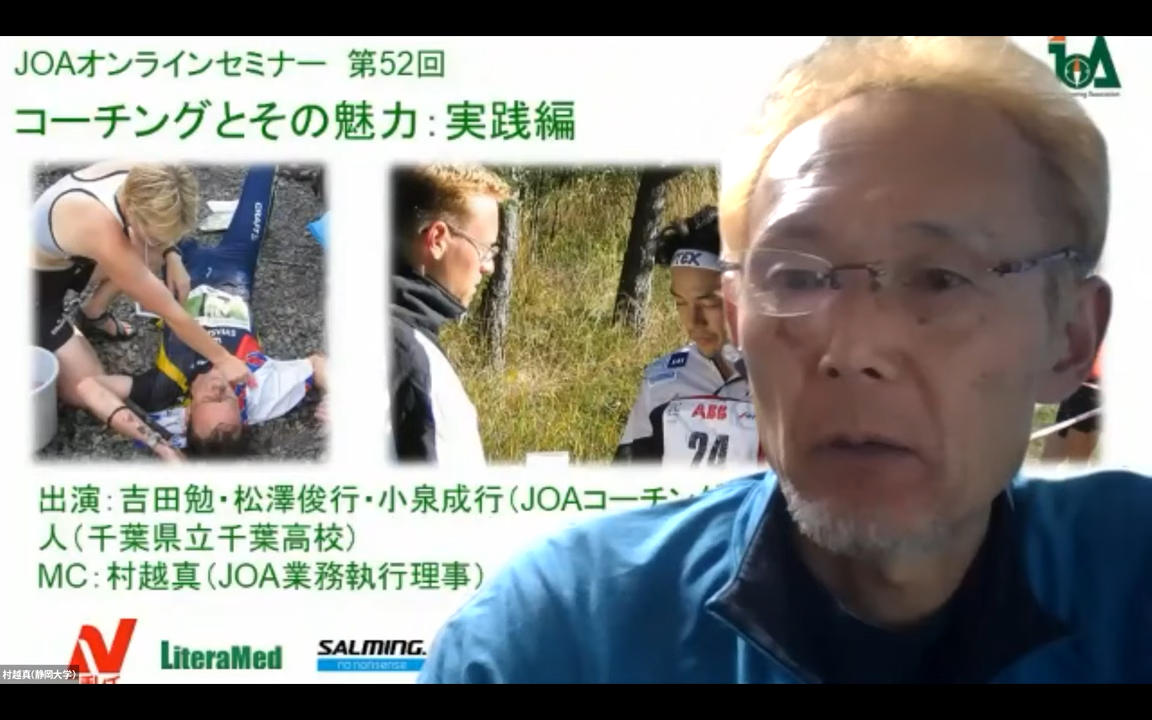 JOAオンラインセミナー 第52回
コーチングとその魅力：実践編
CRAFT
TEX
ABB
24
出演：吉田勉・松澤俊行・小泉成行（JOAコーチング
人（千葉県立千葉高校）
MC：村越真（JOA業務執行理事）
LiteraMed
SALMING.
no nonsense
村越真(静岡大学)